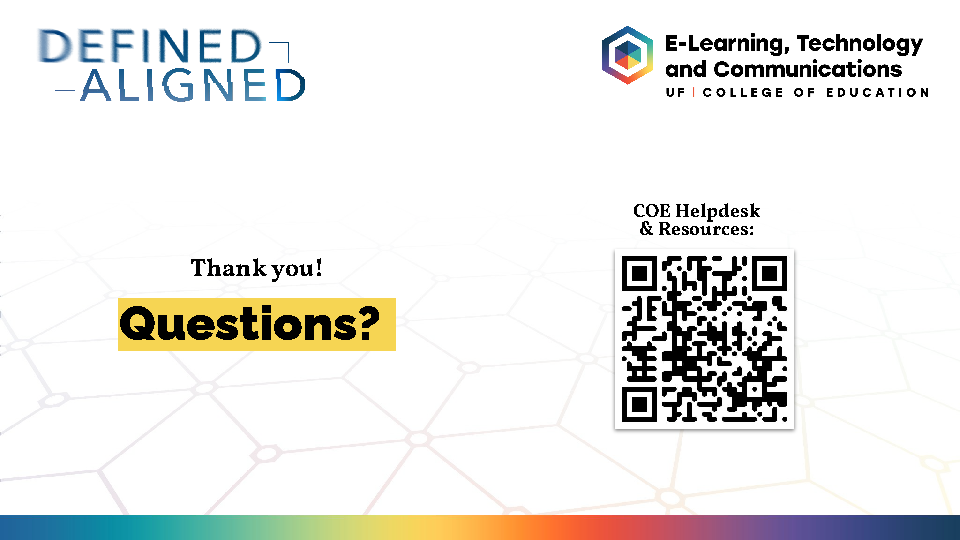 DEFINED
ALIGNED
E-Learning, Technology
and Communications
UF | COLLEGE OF EDUCATION
COE Helpdesk
& Resources:
Thank you!
Questions?